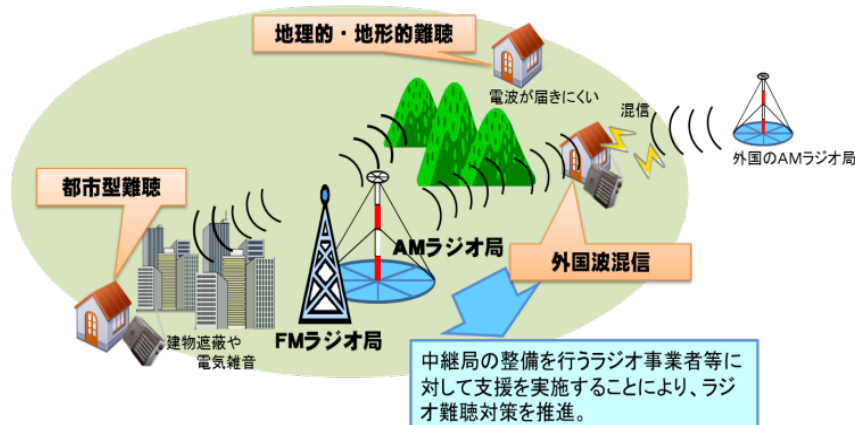 地理的・地形的難聴
電波が届きにくい
混信
外国のAMラジオ局
都市型難聴
AMラジオ局
外国波混信
建物遮蔽や
電気雑音
FMラジオ局
中継局の整備を行うラジオ事業者等に
対して支援を実施することにより、ラジ
オ難聴対策を推進。